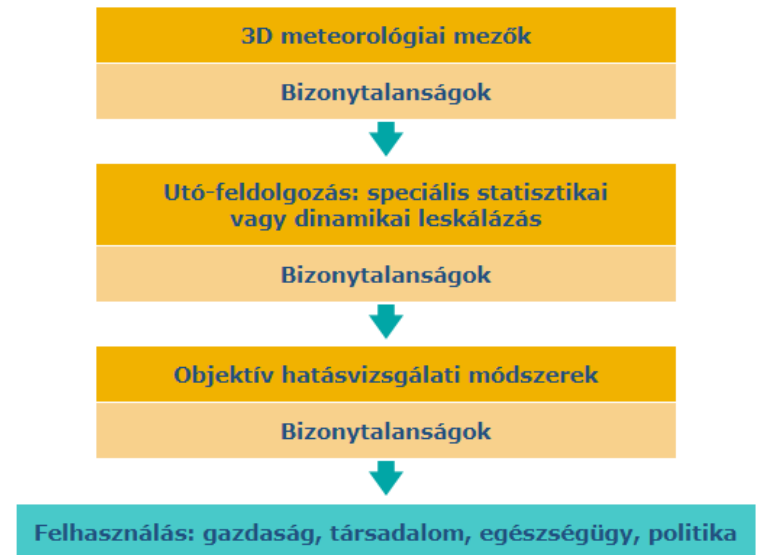 3D meteorológiai mezők
Bizonytalanságok
Utó-feldolgozás: speciális statisztikai
vagy dinamikai leskálázás
Bizonytalanságok
Objektív hatásvizsgálati módszerek
Bizonytalanságok
Felhasználás: gazdaság, társadalom, egészségügy, politika